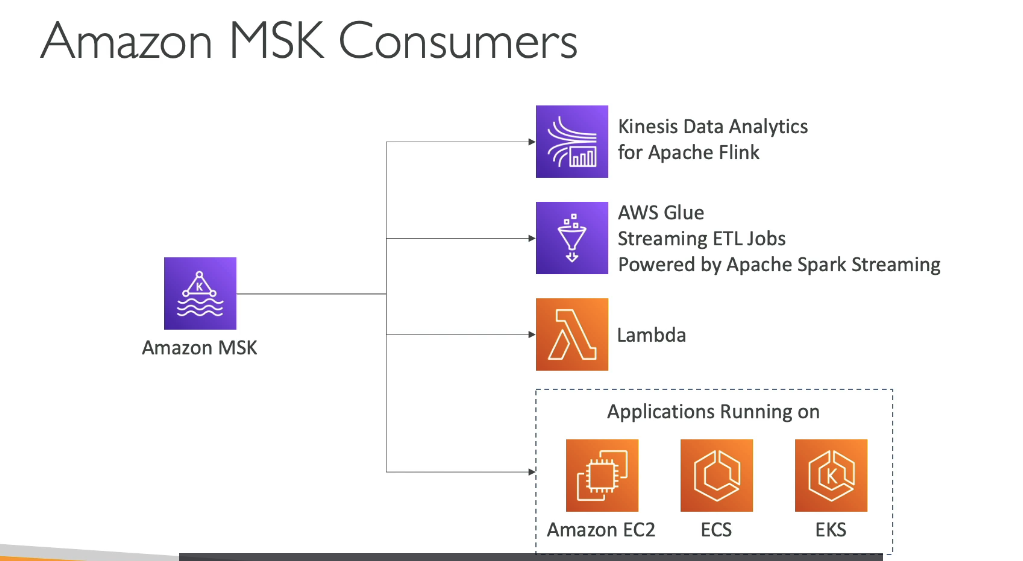 Amazon MSK Consumers
Kinesis Data Analytics
for Apache Flink
AWS Glue
Streaming ETL Jobs
Powered by Apache Spark Streaming
K
Amazon MSK
Lambda
Applications Running on
K
Amazon EC2
ECS
EKS